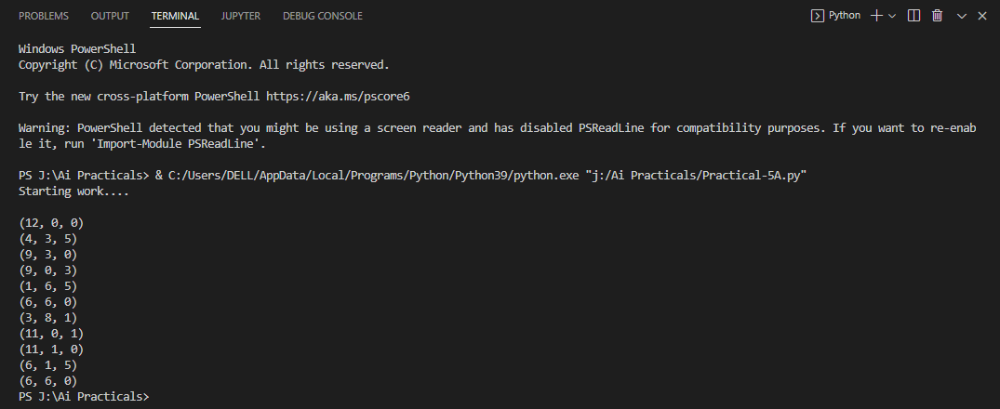 PROBLEMS OUTPUT TERMINAL JUPYTER DEBUG CONSOLE Python
Windows PowerShell
Copyright (C) Microsoft Corporation. All rights reserved.
Try the new cross-platform PowerShell https://aka.ms/pscore6
Warning: PowerShell detected that you might be using a screen reader and has disabled PSReadLine for compatibility purposes. If you want to re-enab
le it, run 'Import-Module PSReadLine'.
PS J:\Ai Practicals> & C:/Users/DELL/AppData/Local/Programs/Python/Python39/python.exe "j:/Ai Practicals/Practical-5A.py"
Starting work....
(12, 0, 0)
(4, 3, 5)
(9, 3, 0)
(9, 0, 3)
(1, 6, 5)
(6, 6, 0)
(3, 8, 1)
(11, 0, 1)
(11, 1, 0)
(6, 1, 5)
(6, 6, 0)
PS J:\Ai Practicals>